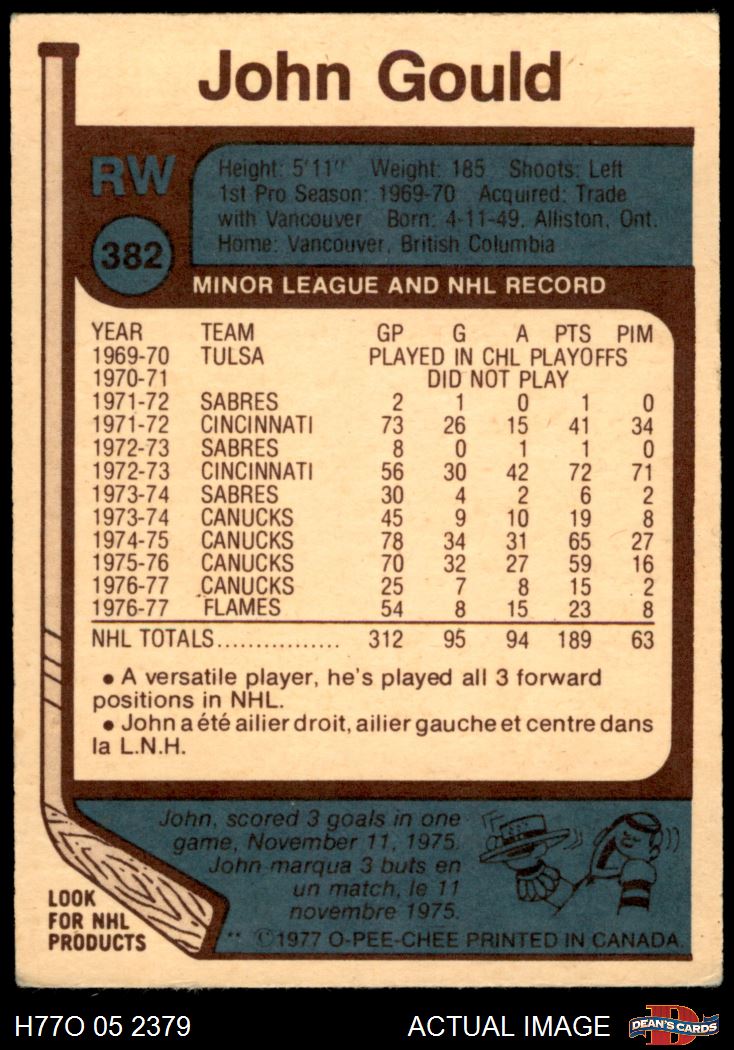 John Gould
RW
382
Height: 5'11" Weight: 185 Shoots: Left
1st Pro Season: 1969-70 Acquired: Trade
with Vancouver Born: 4-11-49, Alliston, Ont.
Home: Vancouver, British Columbia
MINOR LEAGUE AND NHL RECORD
YEAR TEAM GP G A PTS PIM
1969-70 TULSA PLAYED IN CHL PLAYOFFS
1970-71 DID NOT PLAY
1971-72 SABRES 2 1 0 1 0
1971-72 CINCINNATI 73 26 15 41 34
1972-73 SABRES 8 0 1 1 0
1972-73 CINCINNATI 56 30 42 72 71
1973-74 SABRES 30 4 2 6 2
1973-74 CANUCKS 45 9 10 19 8
1974-75 CANUCKS 78 34 31 65 27
1975-76 CANUCKS 70 32 27 59 16
1976-77 CANUCKS 25 7 8 15 2
1976-77 FLAMES 54 8 15 23 8
NHL TOTALS................ 312 95 94 189 63
• A versatile player, he's played all 3 forward
positions in NHL.
• John a été ailier droit, ailier gauche et centre dans
la L.N.H.
John, scored 3 goals in one
game, November 11, 1975.
John marqua 3 buts en
un match, le 11
novembre 1975.
LOOK
FOR NHL
PRODUCTS
** ©1977 O-PEE-CHEE PRINTED IN CANADA.
H77O 05 2379 ACTUAL IMAGE
D
DEAN'S CARDS